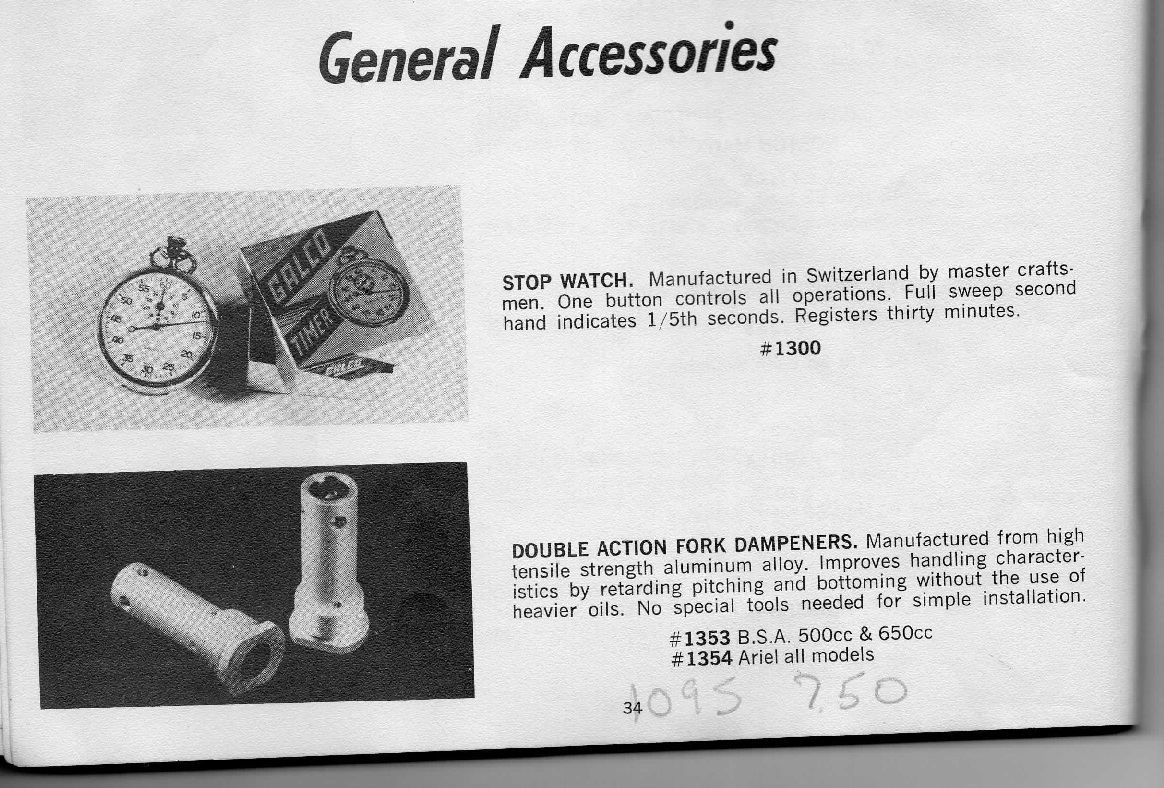 General Accessories
GALCO
TIMER
GALCO
STOP WATCH. Manufactured in Switzerland by master crafts-
men. One button controls all operations. Full sweep second
hand indicates 1/5th seconds. Registers thirty minutes.
#1300
DOUBLE ACTION FORK DAMPENERS. Manufactured from high
tensile strength aluminum alloy. Improves handling character-
istics by retarding pitching and bottoming without the use of
heavier oils. No special tools needed for simple installation.
#1353 B.S.A. 500cc & 650cc
#1354 Ariel all models
34
1095 7.50